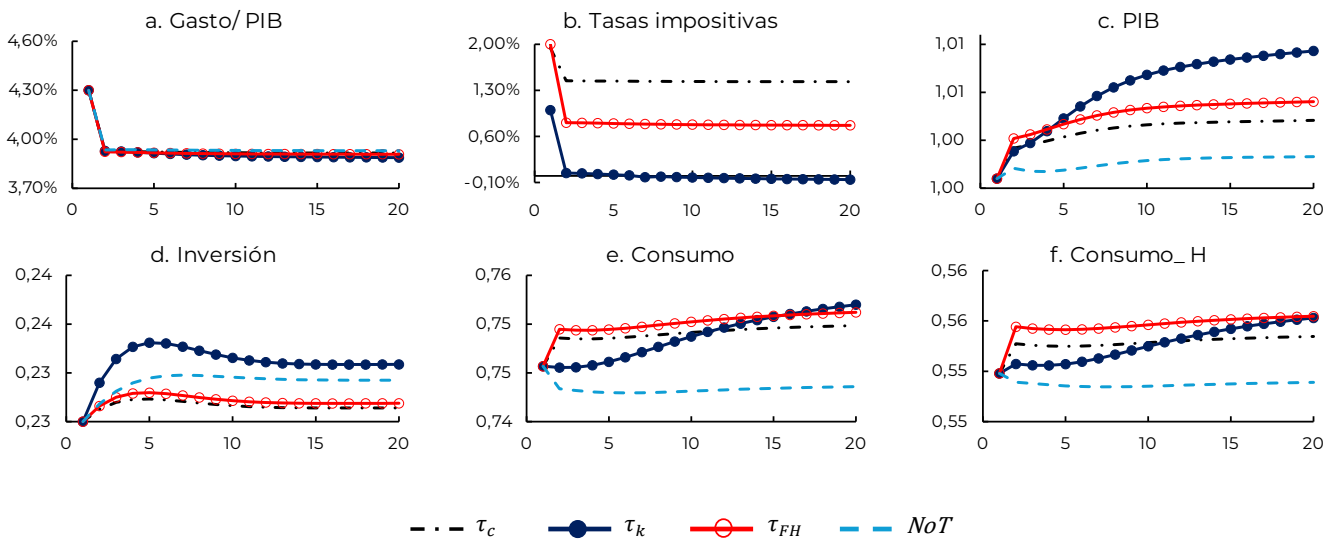 a. Gasto/ PIB
4,60%
4,30%
4,00%
3,70%
0 5 10 15 20
b. Tasas impositivas
2,00%
1,30%
0,60%
-0,10%
0 5 10 15 20
c. PIB
1,01
1,01
1,00
1,00
0 5 10 15 20
d. Inversión
0,24
0,24
0,23
0,23
0 5 10 15 20
e. Consumo
0,76
0,75
0,75
0,74
0 5 10 15 20
f. Consumo_ H
0,56
0,56
0,55
0,55
0 5 10 15 20
τc τk τFH NoT